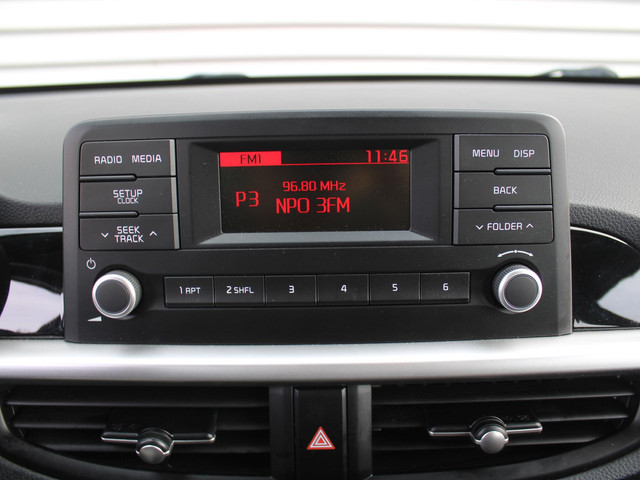 RADIO MEDIA
SETUP
CLOCK
SEEK
TRACK
FM1 11:46
96.80 MHz
P3 NPO 3FM
MENU DISP
BACK
FOLDER
1 RPT 2 SHFL 3 4 5 6